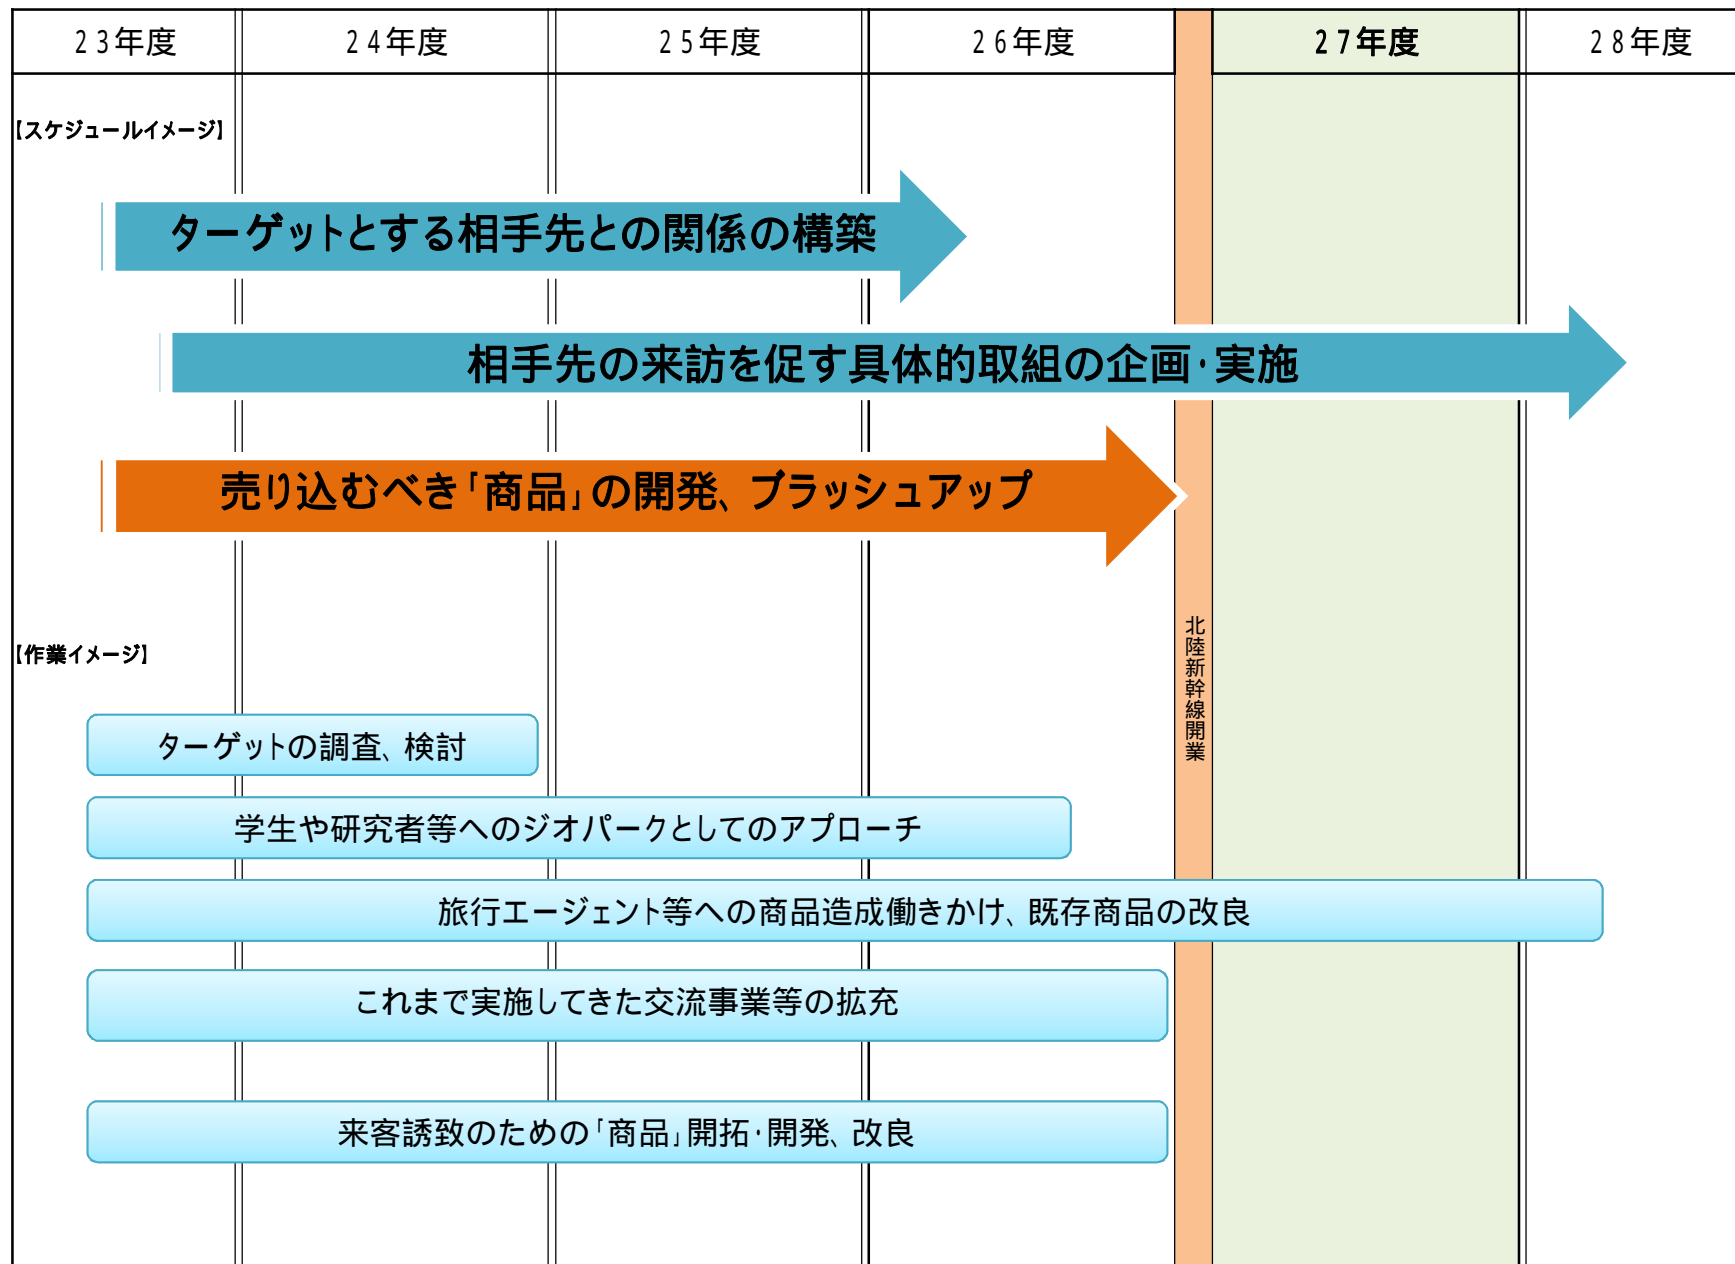 23年度
24年度
25年度
26年度
27年度
28年度
【スケジュールイメージ】
ターゲットとする相手先との関係の構築
相手先の来訪を促す具体的取組の企画・実施
売り込むべき「商品」の開発、ブラッシュアップ
北陸新幹線開業
【作業イメージ】
ターゲットの調査、検討
学生や研究者等へのジオパークとしてのアプローチ
旅行エージェント等への商品造成働きかけ、既存商品の改良
これまで実施してきた交流事業等の拡充
来客誘致のための「商品」開拓・開発、改良